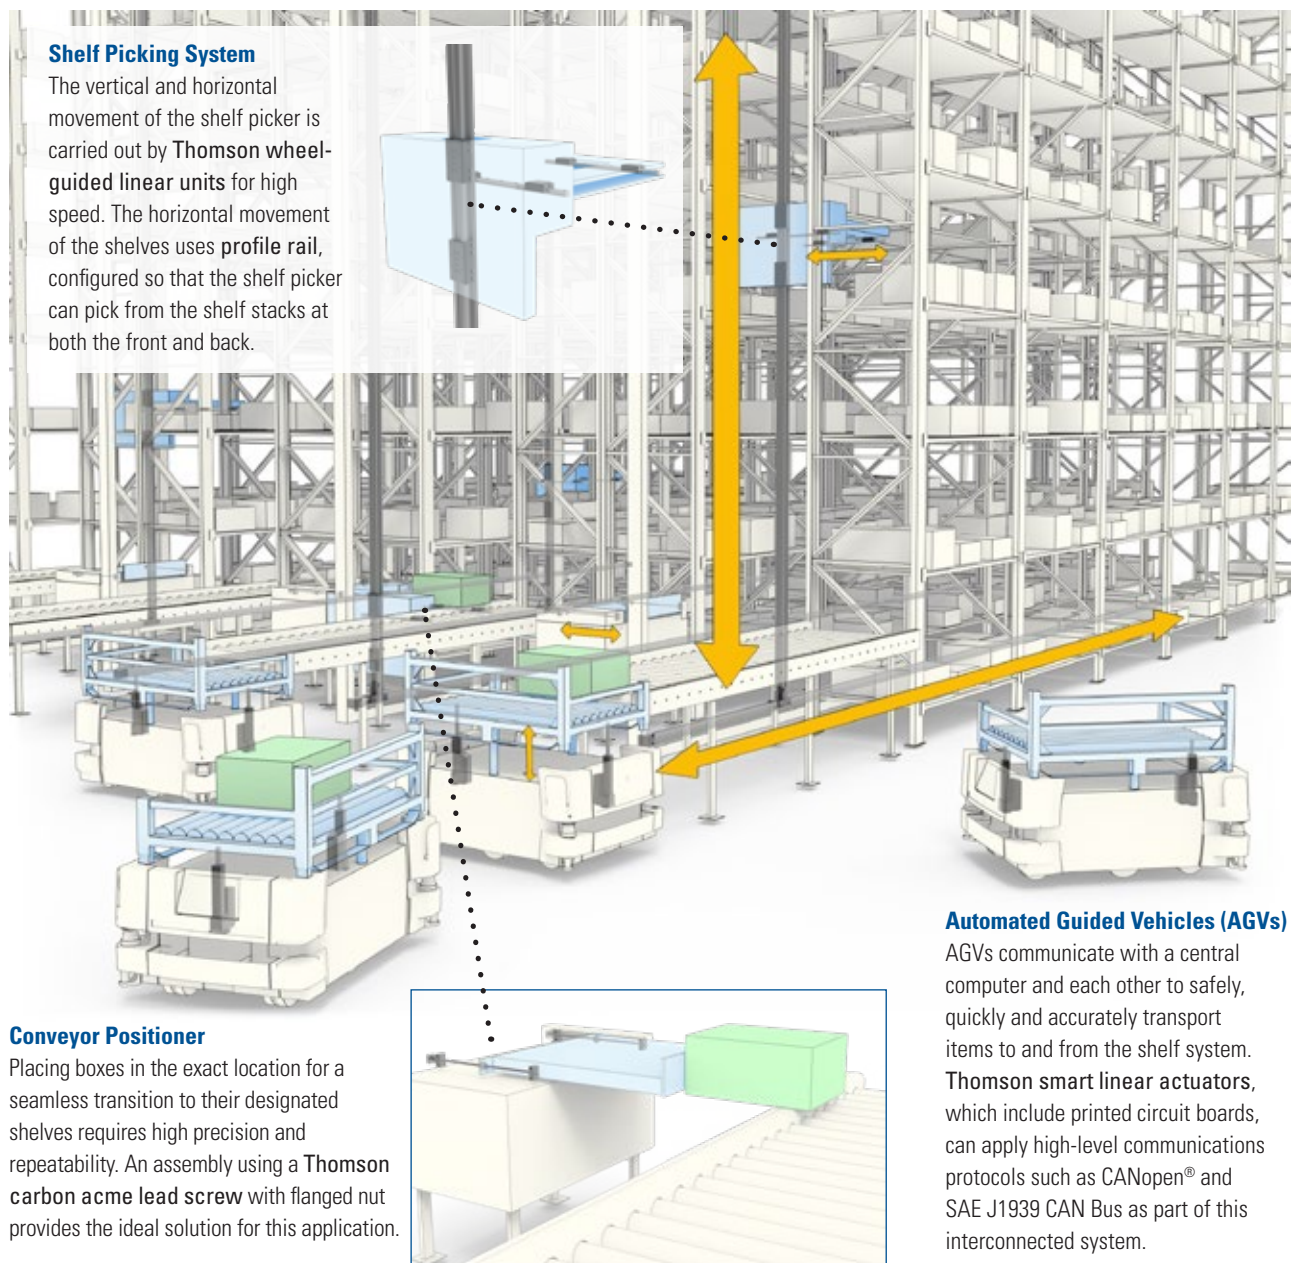 Shelf Picking System
The vertical and horizontal
movement of the shelf picker is
carried out by Thomson wheel-
guided linear units for high
speed. The horizontal movement
of the shelves uses profile rail,
configured so that the shelf picker
can pick from the shelf stacks at
both the front and back.
Automated Guided Vehicles (AGVs)
AGVs communicate with a central
computer and each other to safely,
quickly and accurately transport
items to and from the shelf system.
Thomson smart linear actuators,
which include printed circuit boards,
can apply high-level communications
protocols such as CANopen® and
SAE J1939 CAN Bus as part of this
interconnected system.
Conveyor Positioner
Placing boxes in the exact location for a
seamless transition to their designated
shelves requires high precision and
repeatability. An assembly using a Thomson
carbon acme lead screw with flanged nut
provides the ideal solution for this application.